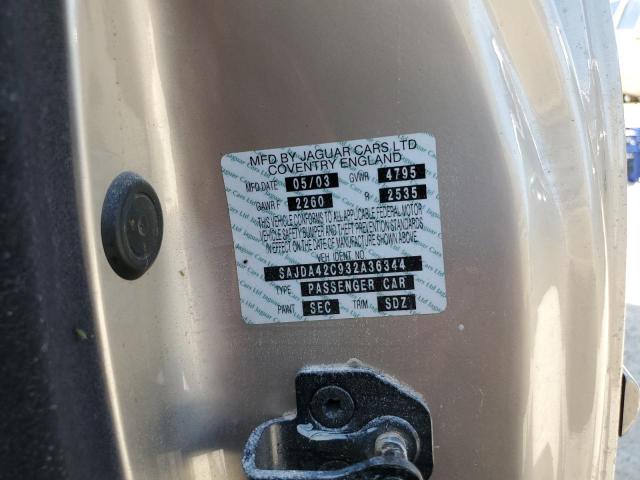 MFD BY JAGUAR CARS LTD
COVENTRY ENGLAND
MFD.DATE 05/03 GVWR 4795
GAWR F 2260 R 2535
THIS VEHICLE CONFORMS TO ALL APPLICABLE FEDERAL MOTOR
VEHICLE SAFETY BUMPER AND THEFT PREVENTION STANDARDS
IN EFFECT ON THE DATE OF MANUFACTURE SHOWN ABOVE.
VEH IDENT NO.
SAJDA42C932A36344
TYPE PASSENGER CAR
PAINT SEC TRIM SDZ